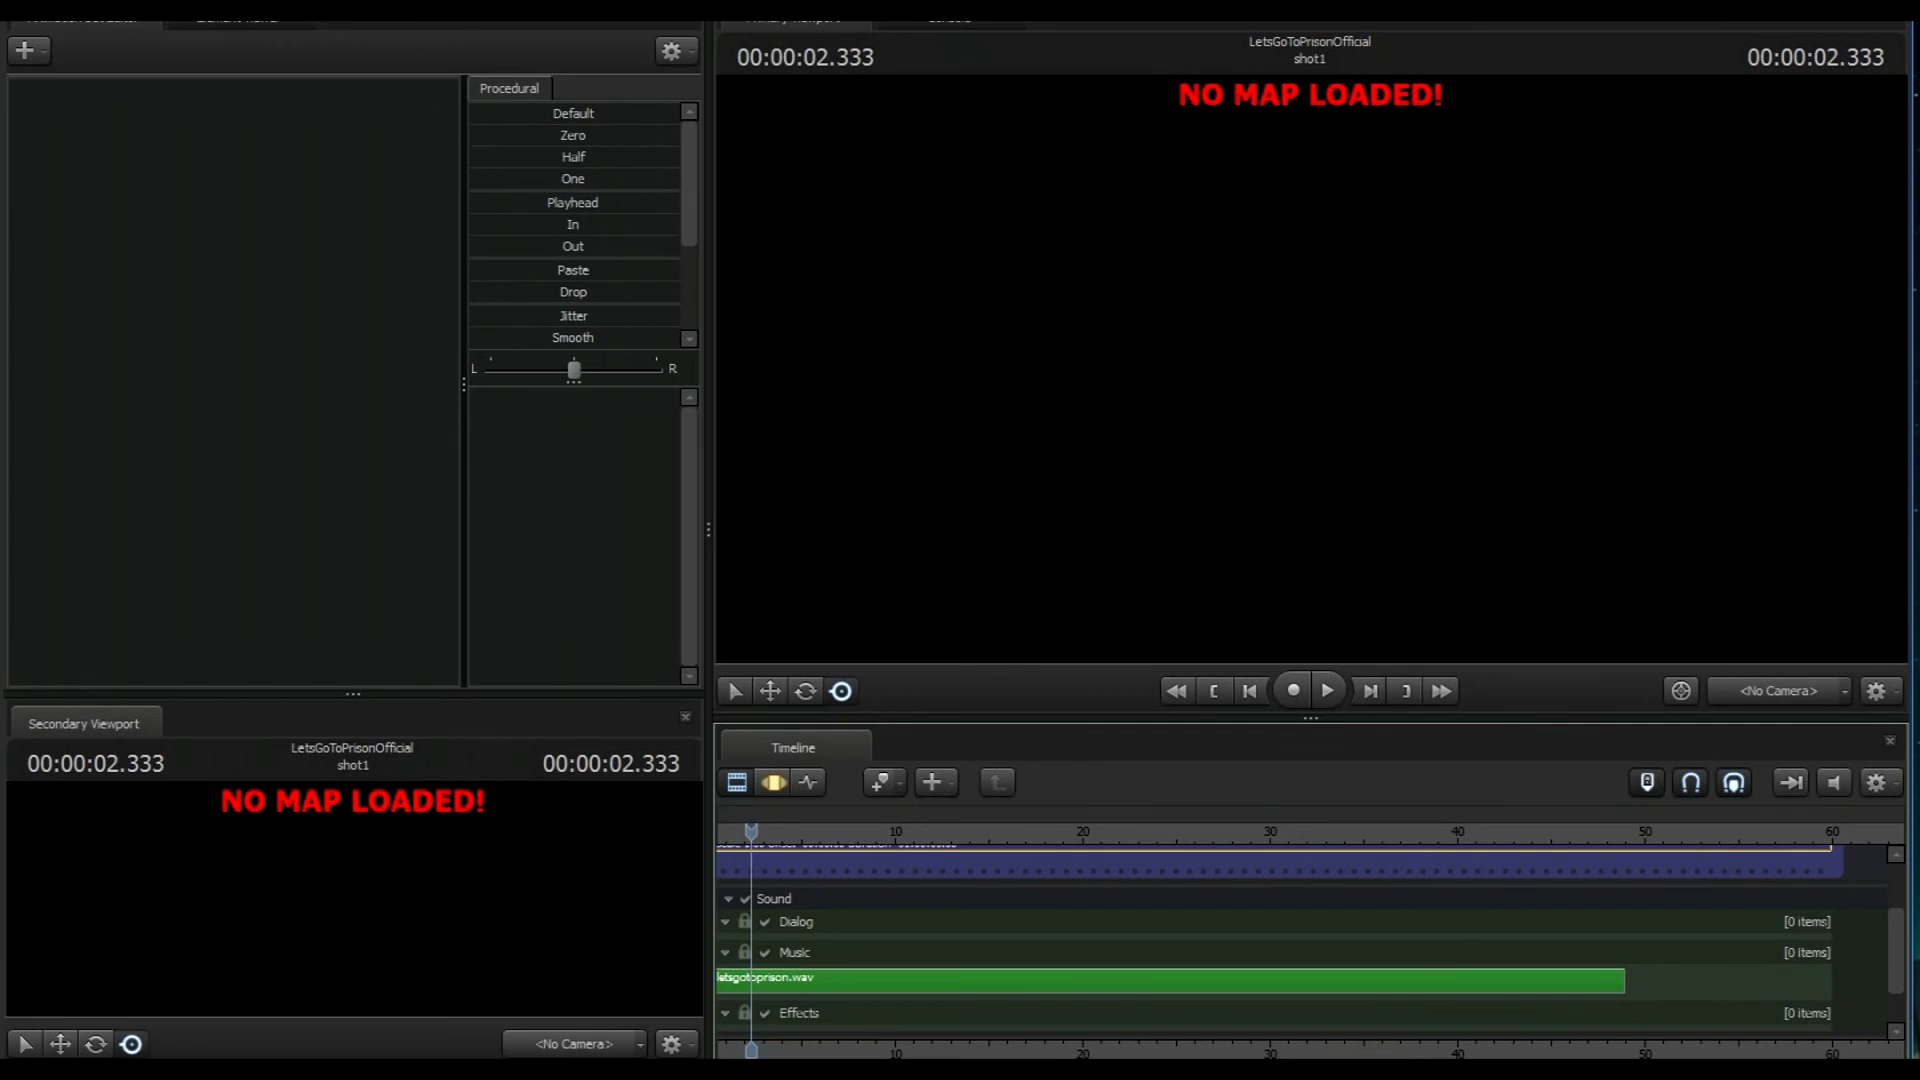 00:00:02.333
LetsGoToPrisonOfficial
shot1
00:00:02.333
NO MAP LOADED!
Procedural
Default
Zero
Half
One
Playhead
In
Out
Paste
Drop
Jitter
Smooth
L R
<No Camera>
Secondary Viewport
00:00:02.333
LetsGoToPrisonOfficial
shot1
00:00:02.333
NO MAP LOADED!
<No Camera>
Timeline
10 20 30 40 50 60
Sound
Dialog [0 items]
Music [0 items]
letsgotoprison.wav
Effects [0 items]
10 20 30 40 50 60